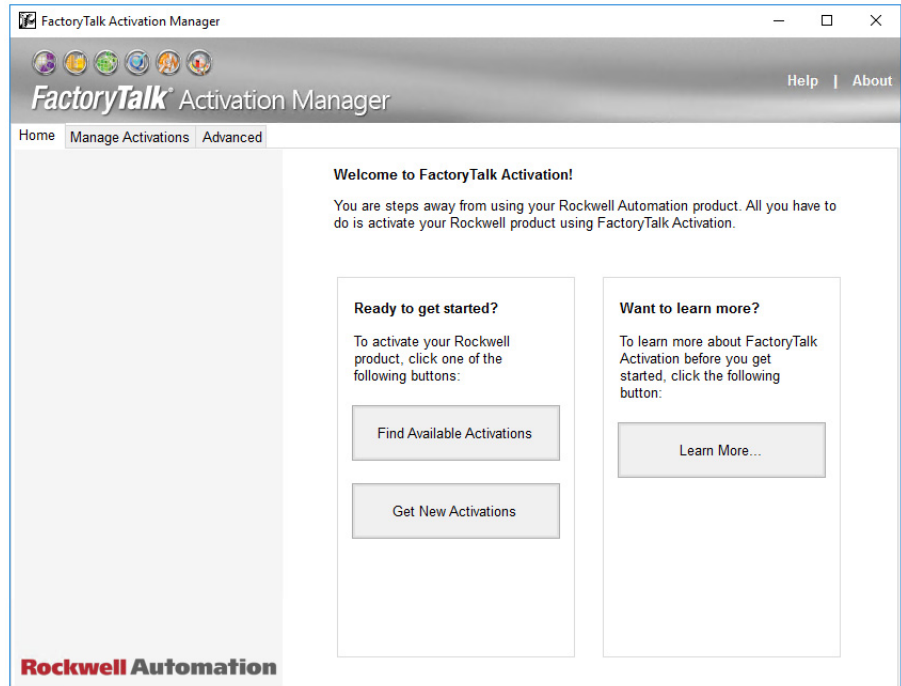 FactoryTalk Activation Manager
FactoryTalk® Activation Manager
Help | About
Home Manage Activations Advanced
Welcome to FactoryTalk Activation!
You are steps away from using your Rockwell Automation product. All you have to
do is activate your Rockwell product using FactoryTalk Activation.
Ready to get started?
To activate your Rockwell
product, click one of the
following buttons:
Find Available Activations
Get New Activations
Want to learn more?
To learn more about FactoryTalk
Activation before you get
started, click the following
button:
Learn More...
Rockwell Automation